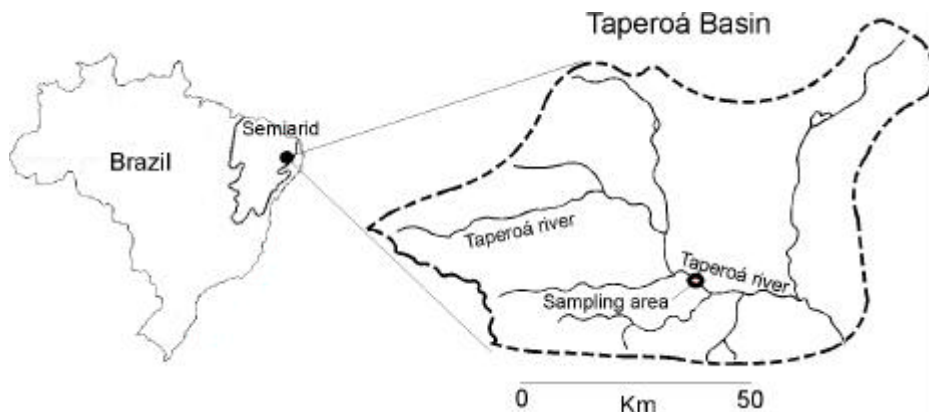 Taperoá Basin
Semiarid
Brazil
Taperoá river
Taperoá river
Sampling area
0 50
Km